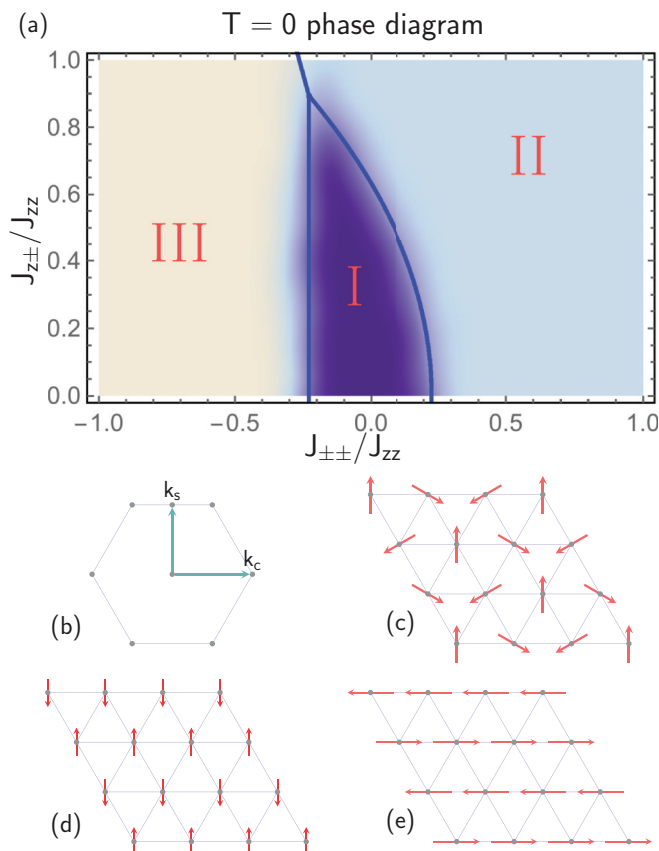 (a) T = 0 phase diagram
1.0
0.8
II
0.6
J_{z±}/J_{zz}
III
0.4
I
0.2
0.0
−1.0 −0.5 0.0 0.5 1.0
J_{±±}/J_{zz}
k_s
k_c
(b)
(c)
(d)
(e)